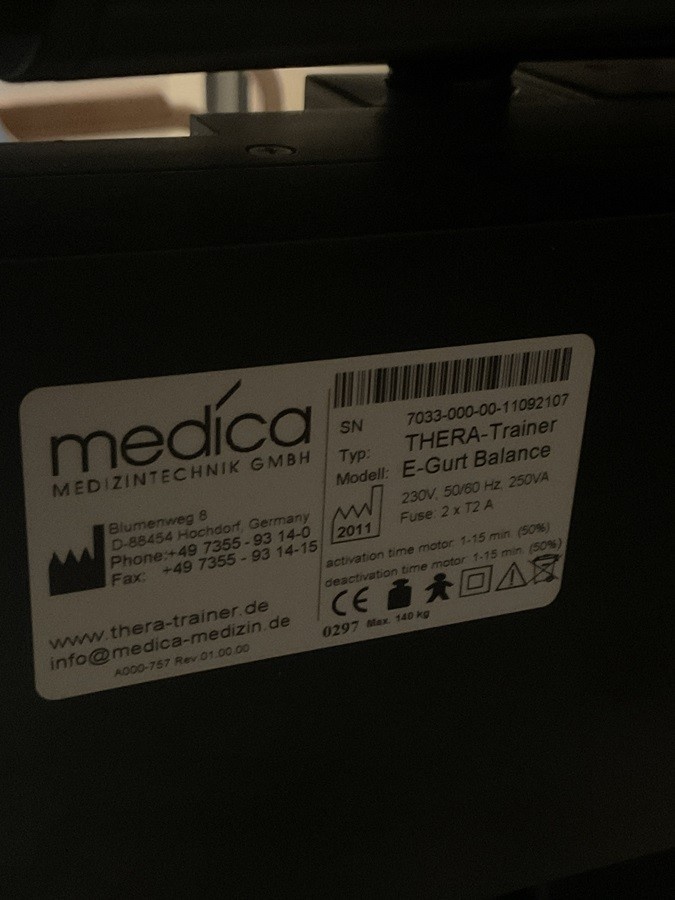 medica
MEDIZINTECHNIK GMBH
Blumenweg 8
D-88454 Hochdorf, Germany
Phone:+49 7355 - 93 14-0
Fax: +49 7355 - 93 14-15
www.thera-trainer.de
info@medica-medizin.de
A000-757 Rev.01.00.00
SN 7033-000-00-11092107
Typ: THERA-Trainer
Modell: E-Gurt Balance
2011
230V, 50/60 Hz, 250VA
Fuse: 2 x T2 A
activation time motor: 1-15 min. (50%)
deactivation time motor: 1-15 min. (50%)
CE
0297 Max. 140 kg